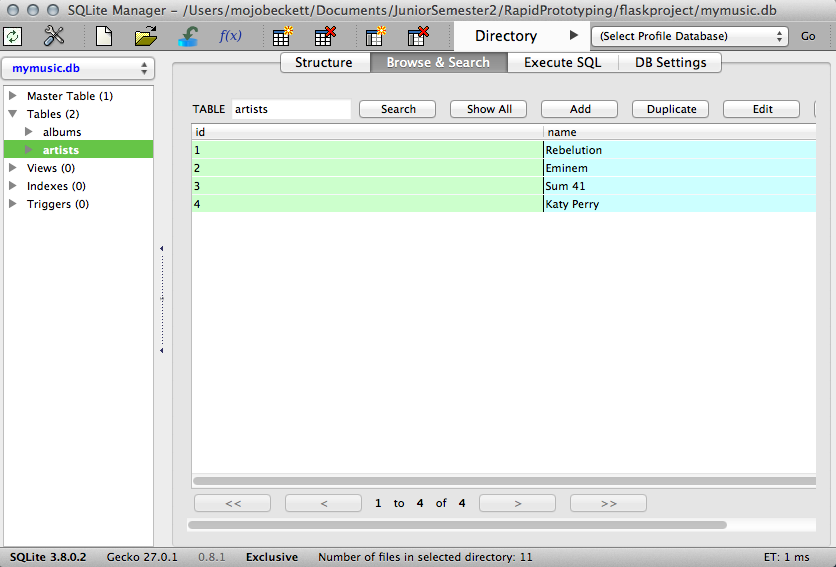 SQLite Manager – /Users/mojobeckett/Documents/JuniorSemester2/RapidPrototyping/flaskproject/mymusic.db
f(x) Directory (Select Profile Database) Go
mymusic.db
Structure Browse & Search Execute SQL DB Settings
Master Table (1)
Tables (2)
albums
artists
Views (0)
Indexes (0)
Triggers (0)
TABLE artists Search Show All Add Duplicate Edit
id name
1 Rebelution
2 Eminem
3 Sum 41
4 Katy Perry
<< < 1 to 4 of 4 > >>
SQLite 3.8.0.2 Gecko 27.0.1 0.8.1 Exclusive Number of files in selected directory: 11 ET: 1 ms